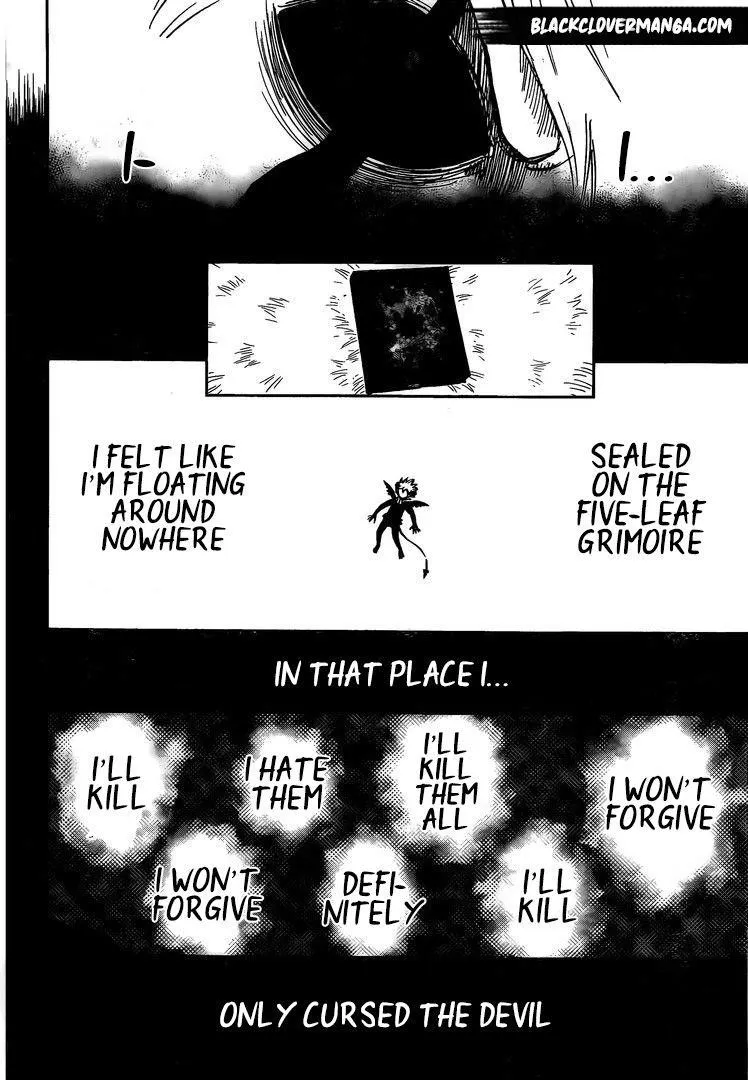 BLACKCLOVERMANGA.COM
I...
I-
SEALED
ON THE
FIVE-LEAF
GRIMOIRE
I FELT LIKE
I'M FLOATING
AROUND
NOWHERE
IN THAT PLACE I...
I WON'T
FORGIVE
I'LL
KILL
THEM
ALL
I HATE
THEM
I'LL
KILL
I'LL
KILL
DEFI-
NITELY
I WON'T
FORGIVE
ONLY CURSED THE DEVIL